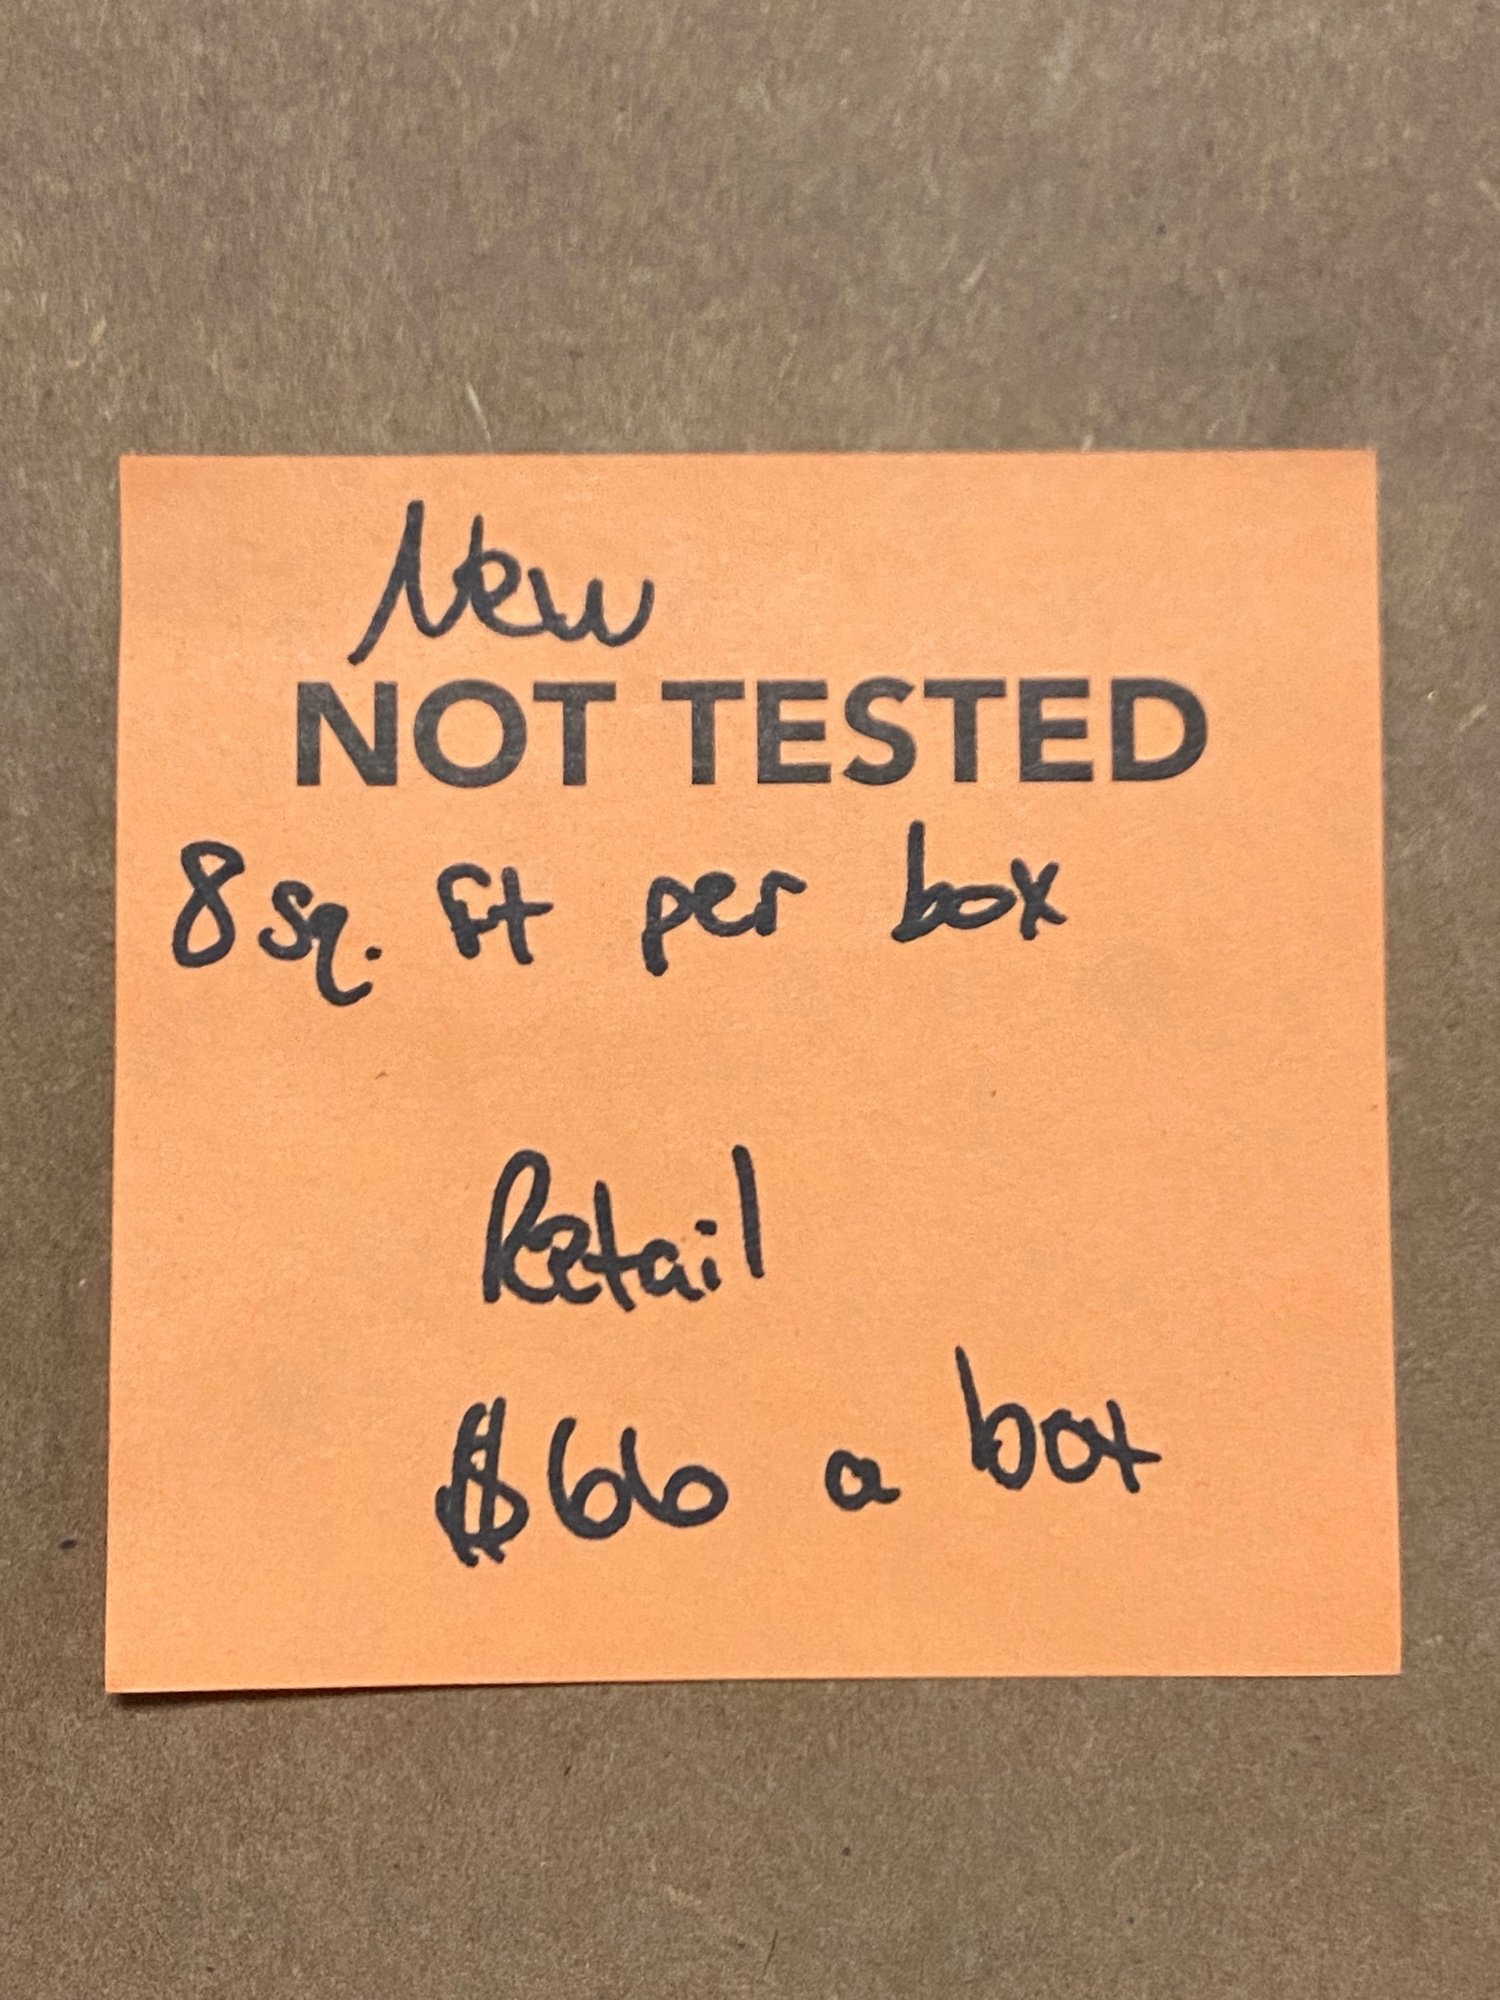 New
NOT TESTED
8 sq. ft per box
Retail
$66 a box